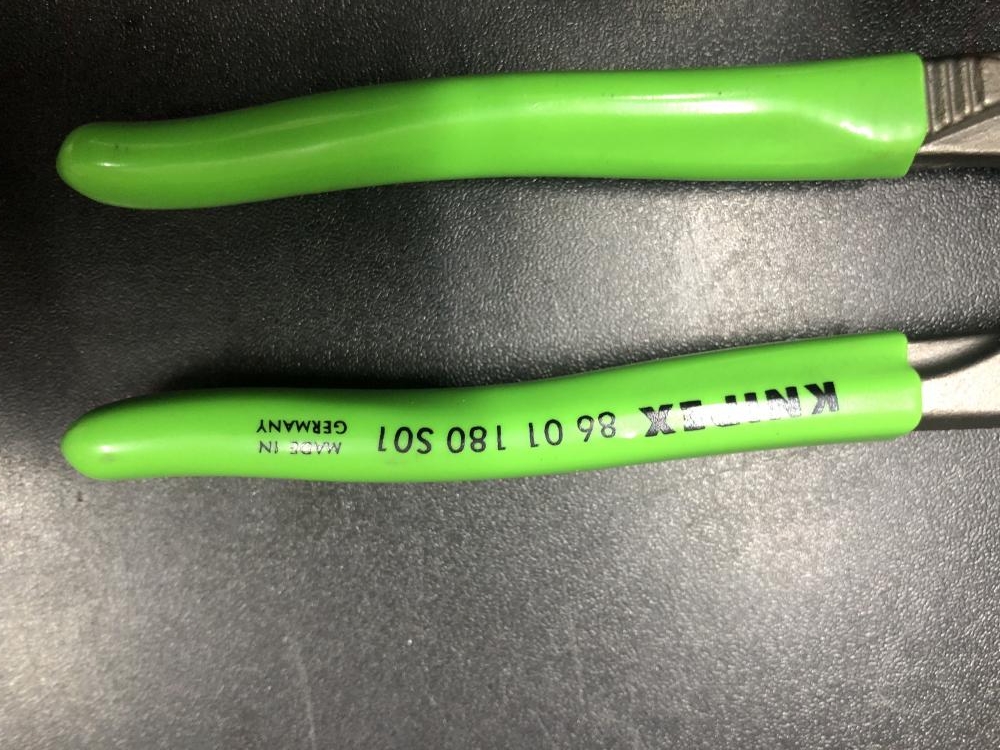 KNIPEX 86 01 180 S01
MADE IN
GERMANY